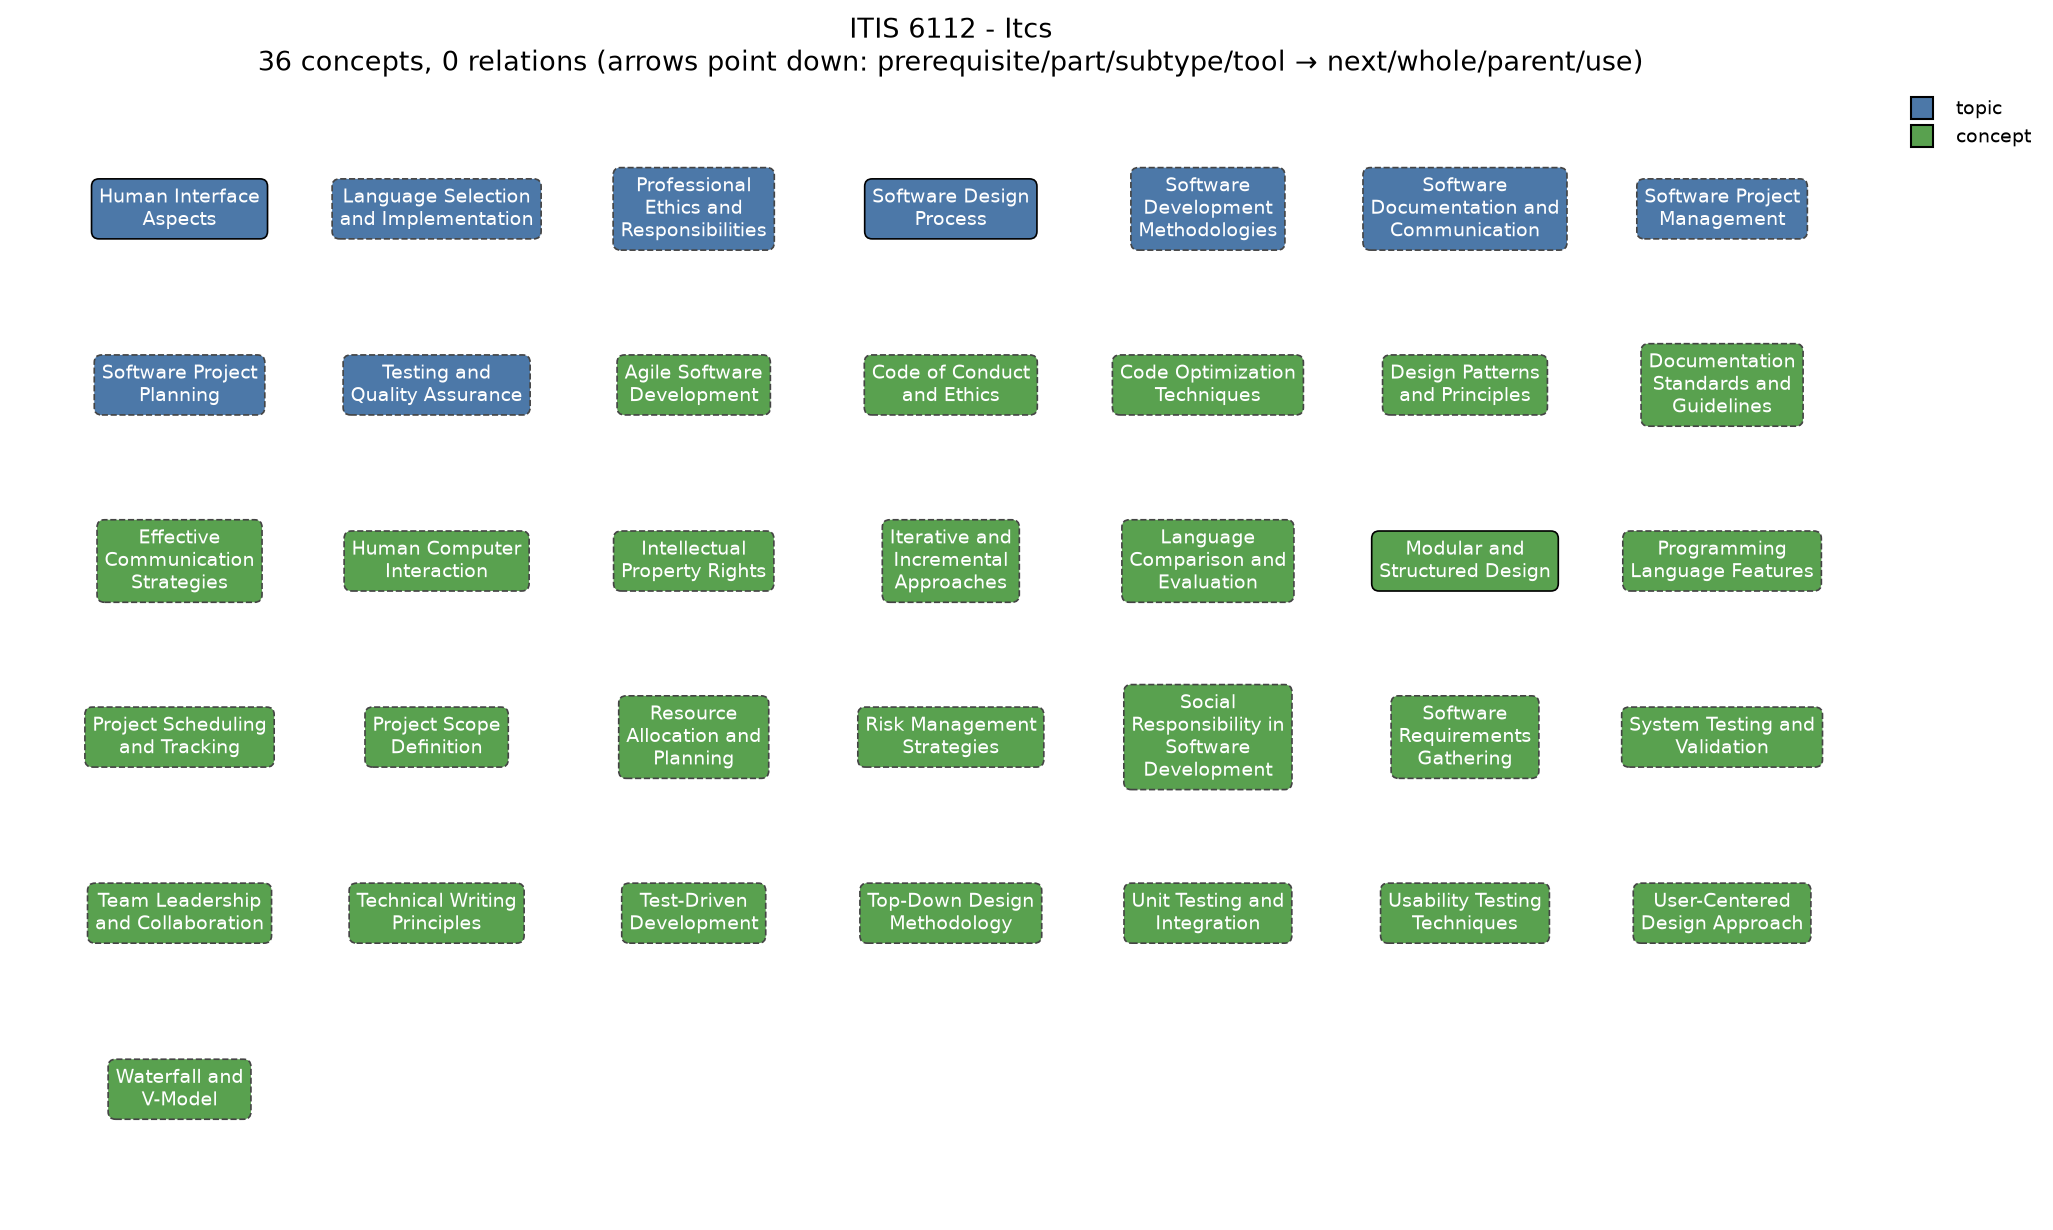 ITIS 6112 - Itcs
36 concepts, 0 relations (arrows point down: prerequisite/part/subtype/tool → next/whole/parent/use)
topic
concept
Human Interface
Aspects
Language Selection
and Implementation
Professional
Ethics and
Responsibilities
Software Design
Process
Software
Development
Methodologies
Software
Documentation and
Communication
Software Project
Management
Software Project
Planning
Testing and
Quality Assurance
Agile Software
Development
Code of Conduct
and Ethics
Code Optimization
Techniques
Design Patterns
and Principles
Documentation
Standards and
Guidelines
Effective
Communication
Strategies
Human Computer
Interaction
Intellectual
Property Rights
Iterative and
Incremental
Approaches
Language
Comparison and
Evaluation
Modular and
Structured Design
Programming
Language Features
Project Scheduling
and Tracking
Project Scope
Definition
Resource
Allocation and
Planning
Risk Management
Strategies
Social
Responsibility in
Software
Development
Software
Requirements
Gathering
System Testing and
Validation
Team Leadership
and Collaboration
Technical Writing
Principles
Test-Driven
Development
Top-Down Design
Methodology
Unit Testing and
Integration
Usability Testing
Techniques
User-Centered
Design Approach
Waterfall and
V-Model